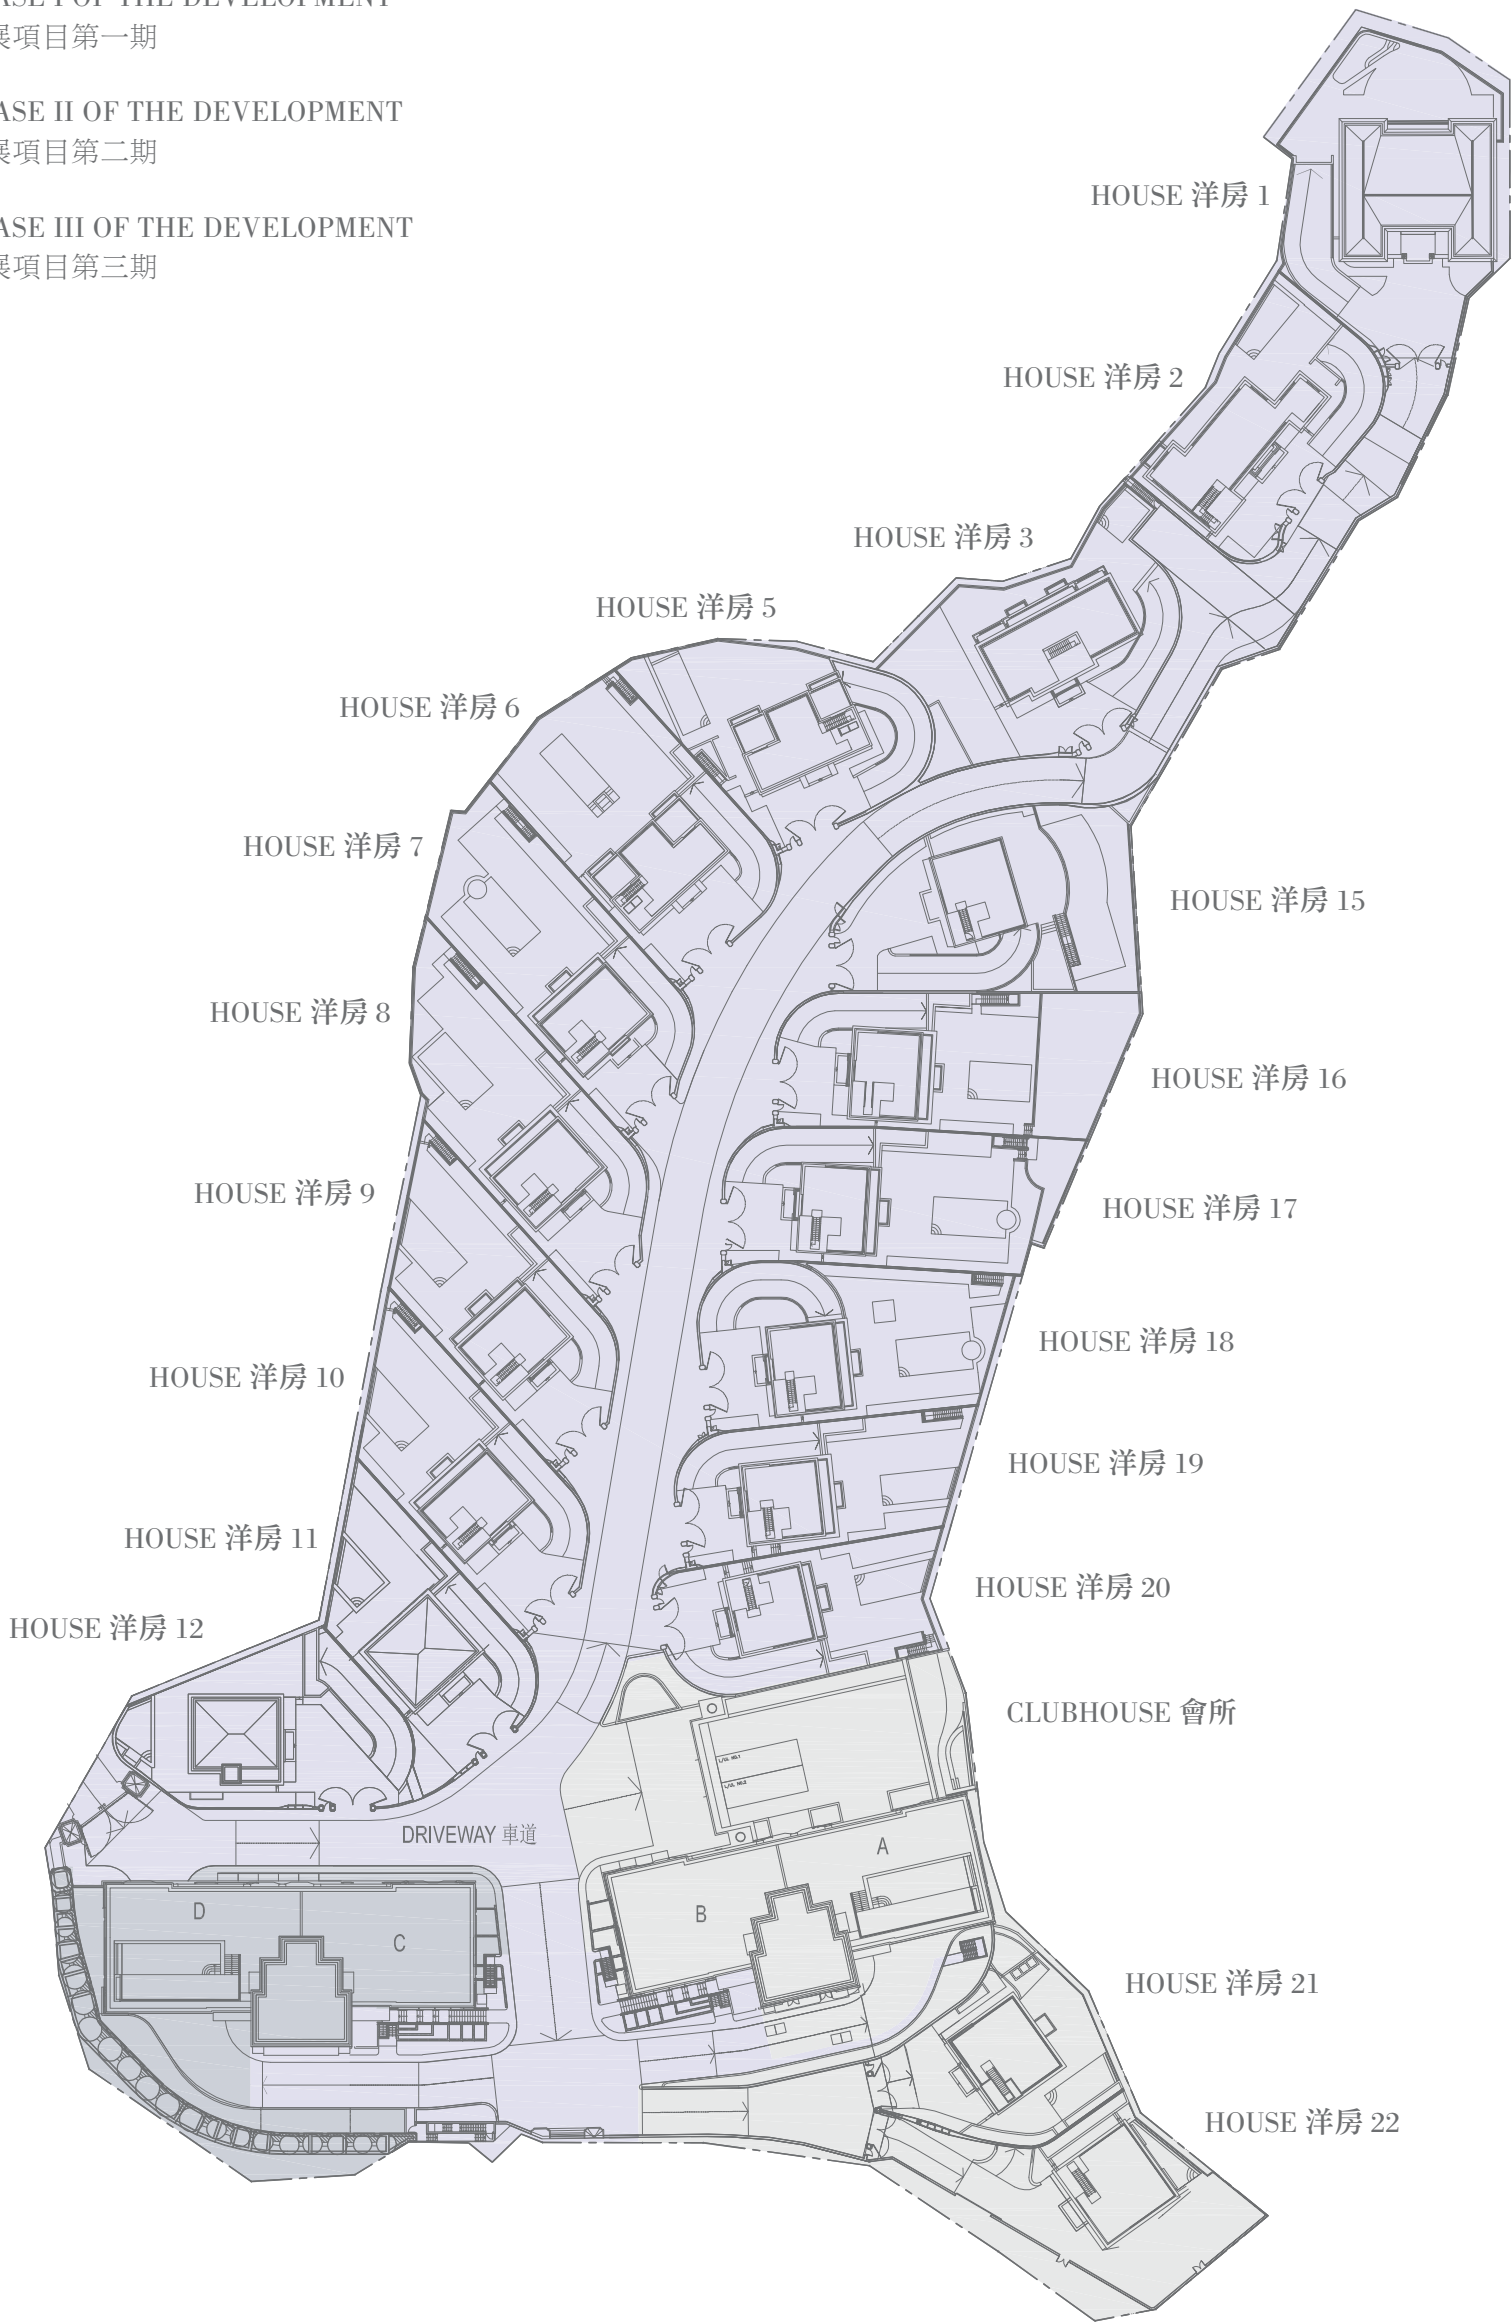 ASE I OF THE DEVELOPMENT
展項目第一期
ASE II OF THE DEVELOPMENT
展項目第二期
ASE III OF THE DEVELOPMENT
展項目第三期
HOUSE 洋房 1
HOUSE 洋房 2
HOUSE 洋房 3
HOUSE 洋房 5
HOUSE 洋房 6
HOUSE 洋房 7
HOUSE 洋房 15
HOUSE 洋房 8
HOUSE 洋房 16
HOUSE 洋房 9
HOUSE 洋房 17
HOUSE 洋房 18
HOUSE 洋房 10
HOUSE 洋房 19
HOUSE 洋房 11
HOUSE 洋房 20
HOUSE 洋房 12
CLUBHOUSE 會所
L/UL NO.1
L/UL NO.2
DRIVEWAY 車道
A
D
B
C
HOUSE 洋房 21
HOUSE 洋房 22